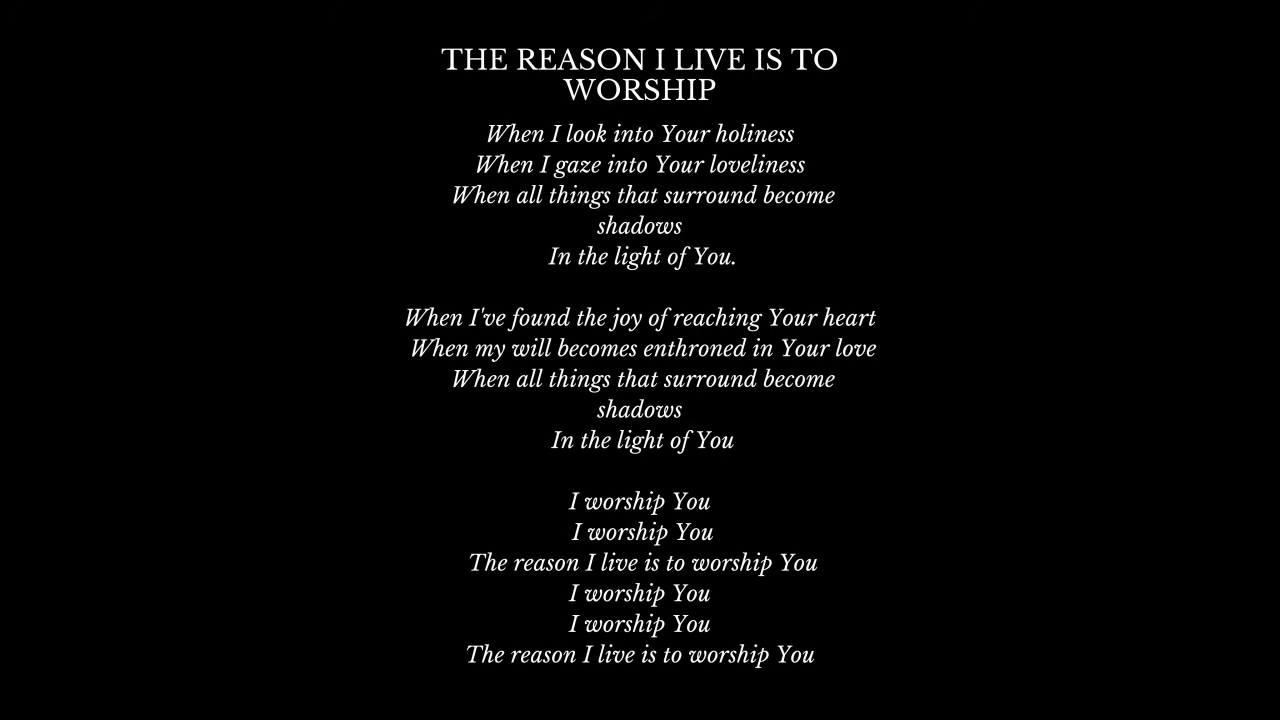 THE REASON I LIVE IS TO
WORSHIP
When I look into Your holiness
When I gaze into Your loveliness
When all things that surround become
shadows
In the light of You.
When I've found the joy of reaching Your heart
When my will becomes enthroned in Your love
When all things that surround become
shadows
In the light of You
I worship You
I worship You
The reason I live is to worship You
I worship You
I worship You
The reason I live is to worship You